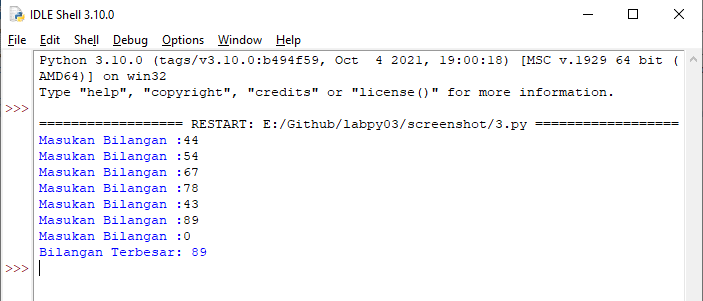 IDLE Shell 3.10.0
File Edit Shell Debug Options Window Help
Python 3.10.0 (tags/v3.10.0:b494f59, Oct  4 2021, 19:00:18) [MSC v.1929 64 bit (
AMD64)] on win32
Type "help", "copyright", "credits" or "license()" for more information.
>>>
================== RESTART: E:/Github/labpy03/screenshot/3.py ==================
Masukan Bilangan :44
Masukan Bilangan :54
Masukan Bilangan :67
Masukan Bilangan :78
Masukan Bilangan :43
Masukan Bilangan :89
Masukan Bilangan :0
Bilangan Terbesar: 89
>>>